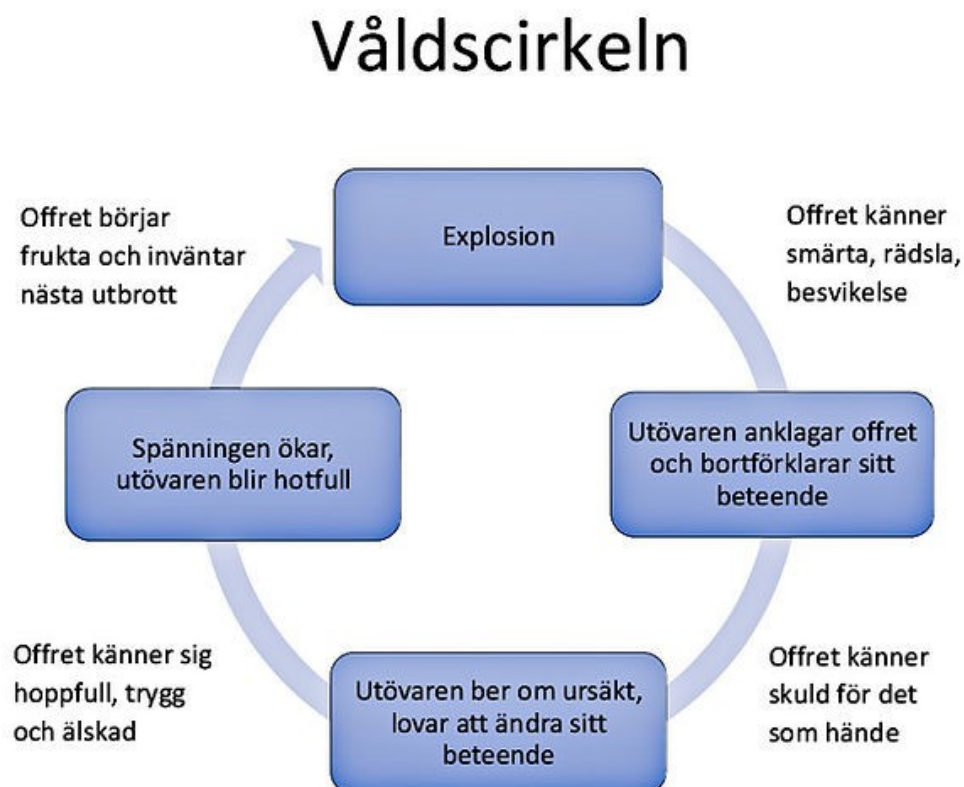 Våldscirkeln
Explosion
Offret känner
smärta, rädsla,
besvikelse
Utövaren anklagar offret
och bortförklarar sitt
beteende
Offret känner
skuld för det
som hände
Utövaren ber om ursäkt,
lovar att ändra sitt
beteende
Offret känner sig
hoppfull, trygg
och älskad
Spänningen ökar,
utövaren blir hotfull
Offret börjar
frukta och inväntar
nästa utbrott